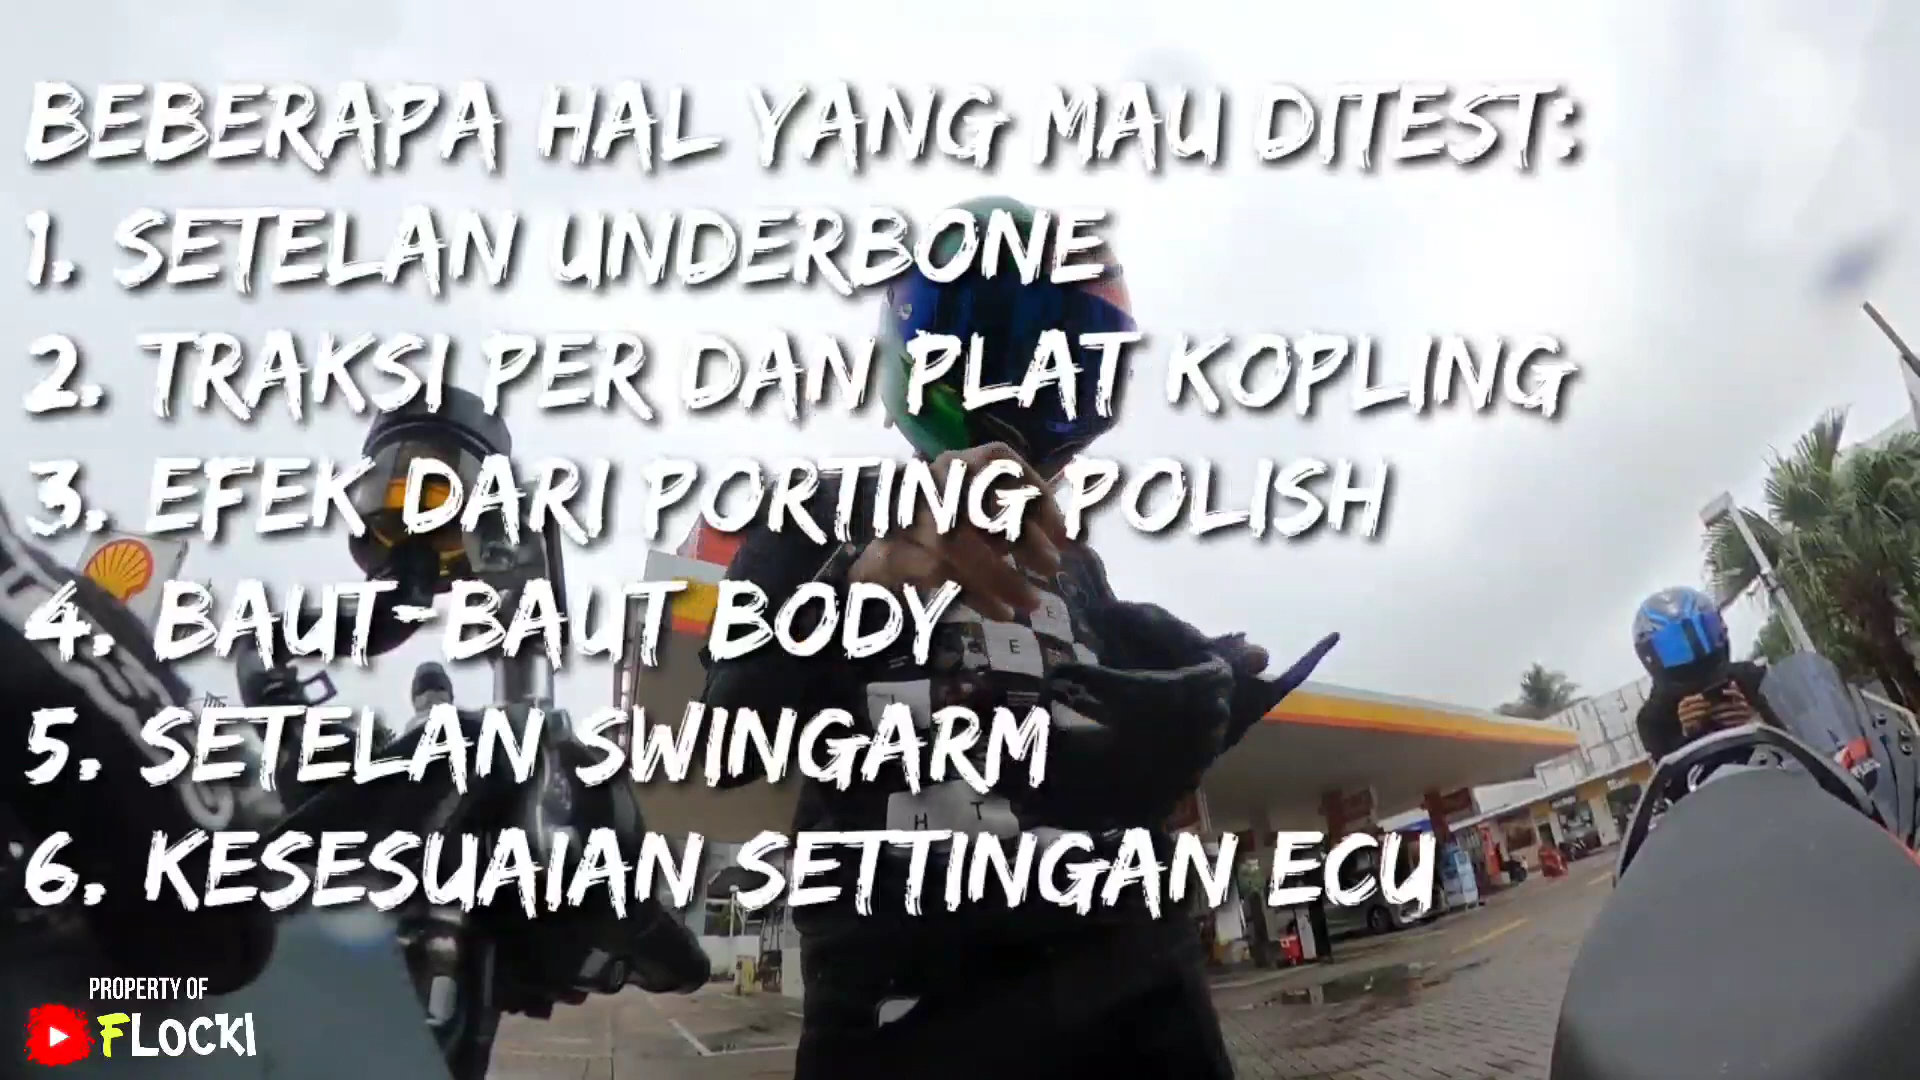 BEBERAPA HAL YANG MAU DITEST:
1. SETELAN UNDERBONE
2. TRAKSI PER DAN PLAT KOPLING
3. EFEK DARI PORTING POLISH
4. BAUT-BAUT BODY
5. SETELAN SWINGARM
6. KESESUAIAN SETTINGAN ECU
PROPERTY OF
FLOCKI